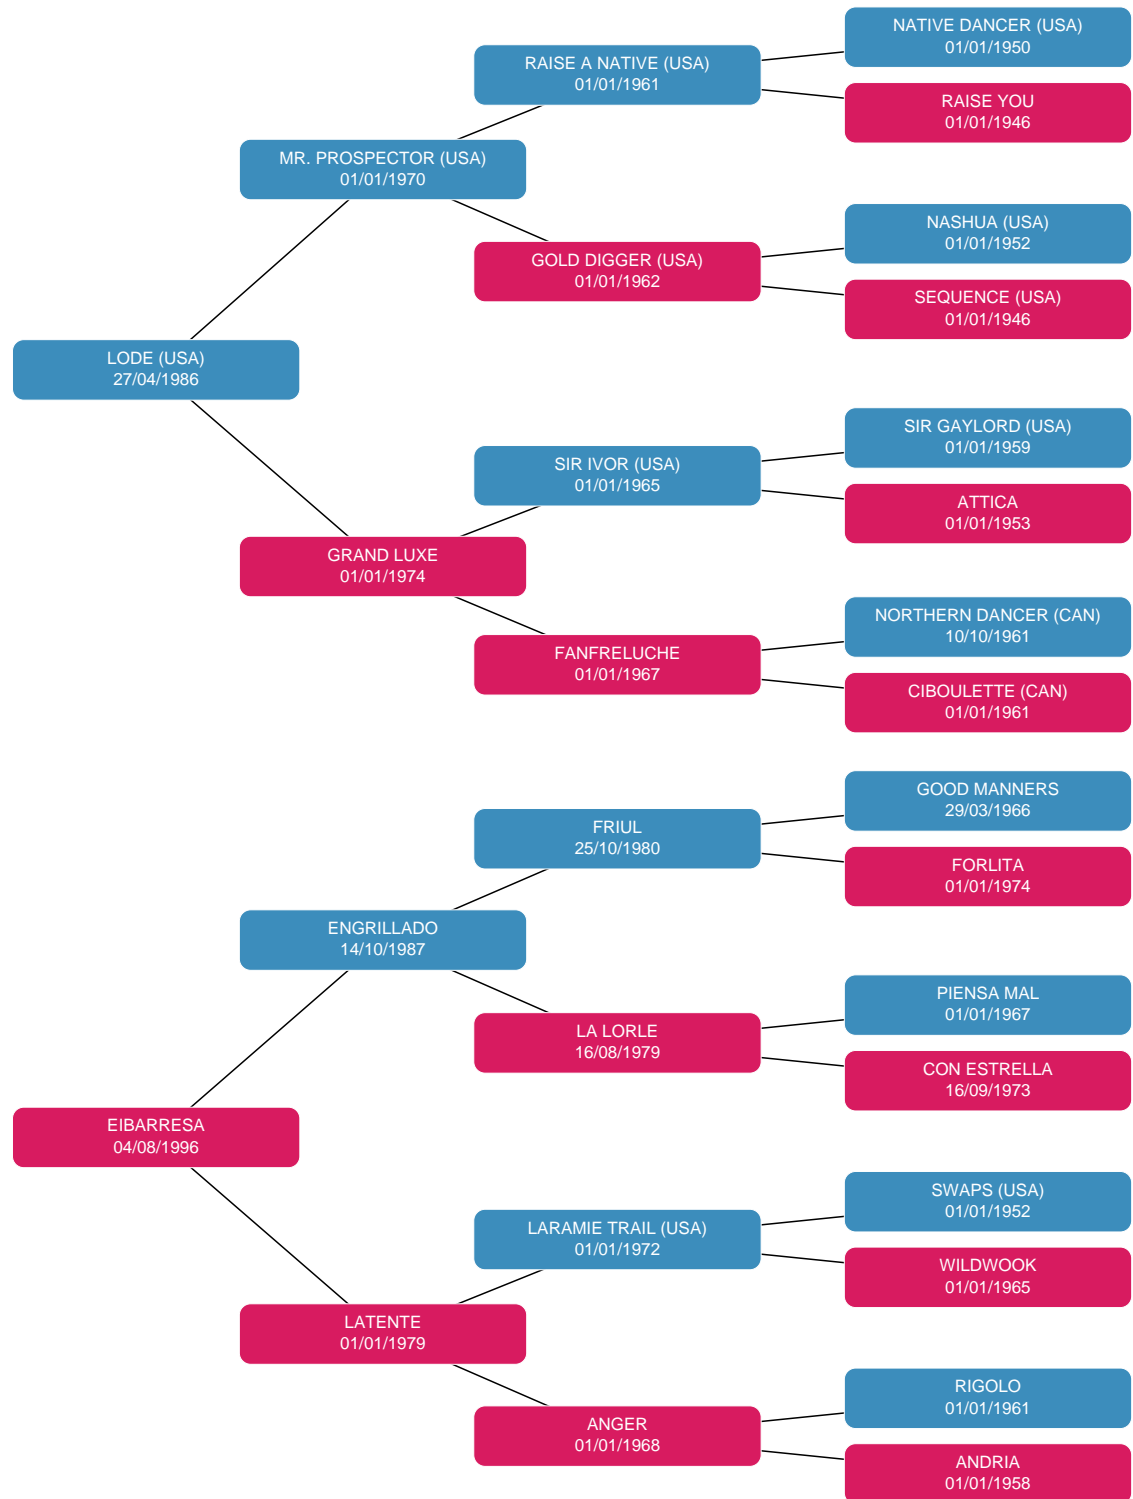 NATIVE DANCER (USA)
01/01/1950
RAISE A NATIVE (USA)
01/01/1961
RAISE YOU
01/01/1946
MR. PROSPECTOR (USA)
01/01/1970
NASHUA (USA)
01/01/1952
GOLD DIGGER (USA)
01/01/1962
SEQUENCE (USA)
01/01/1946
LODE (USA)
27/04/1986
SIR GAYLORD (USA)
01/01/1959
SIR IVOR (USA)
01/01/1965
ATTICA
01/01/1953
GRAND LUXE
01/01/1974
NORTHERN DANCER (CAN)
10/10/1961
FANFRELUCHE
01/01/1967
CIBOULETTE (CAN)
01/01/1961
GOOD MANNERS
29/03/1966
FRIUL
25/10/1980
FORLITA
01/01/1974
ENGRILLADO
14/10/1987
PIENSA MAL
01/01/1967
LA LORLE
16/08/1979
CON ESTRELLA
16/09/1973
EIBARRESA
04/08/1996
SWAPS (USA)
01/01/1952
LARAMIE TRAIL (USA)
01/01/1972
WILDWOOK
01/01/1965
LATENTE
01/01/1979
RIGOLO
01/01/1961
ANGER
01/01/1968
ANDRIA
01/01/1958